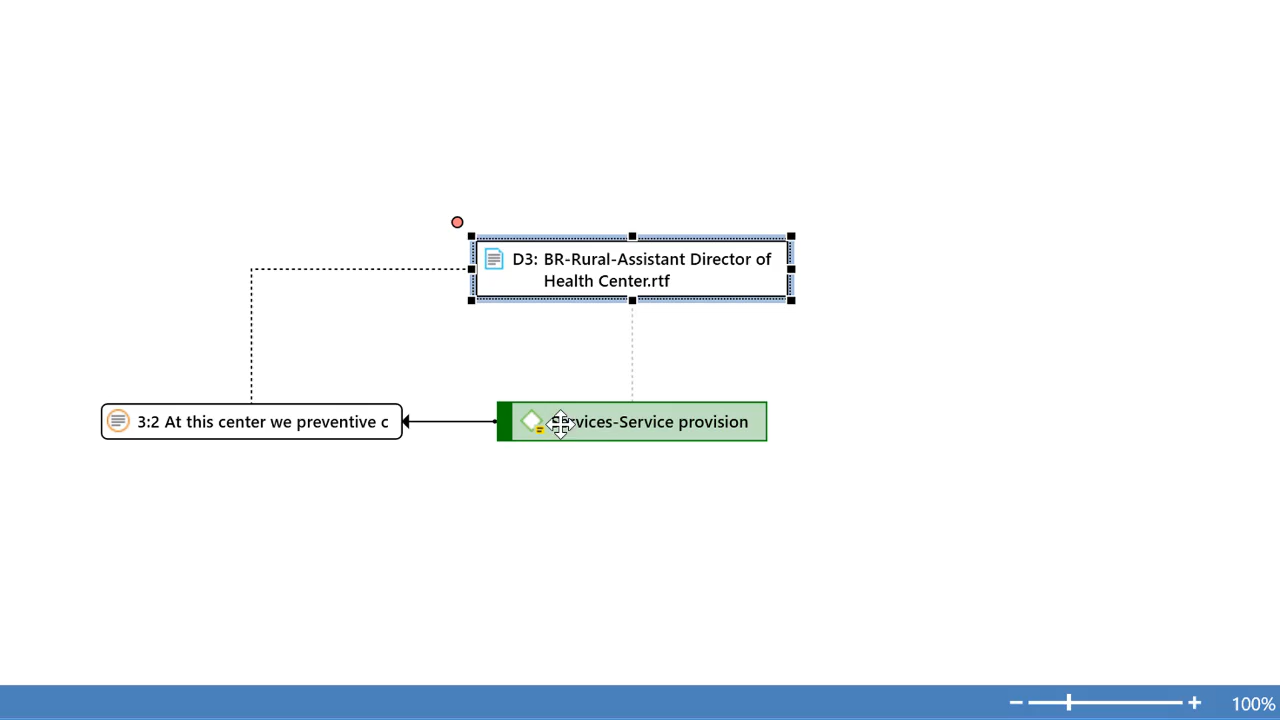 D3: BR-Rural-Assistant Director of
Health Center.rtf
3:2 At this center we preventive c
vices-Service provision
100%